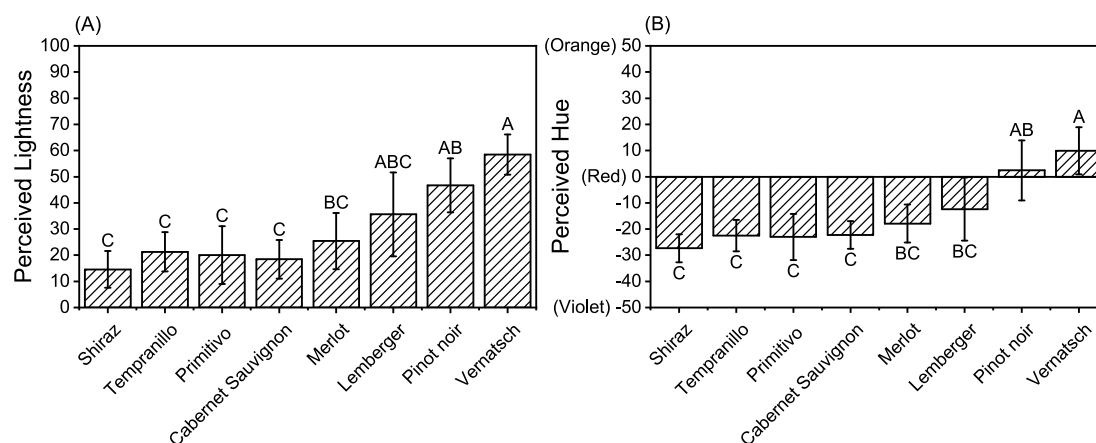 (A)
Perceived Lightness
100
90
80
70
60
50
40
30
20
10
0
C
C
C
C
BC
ABC
AB
A
Shiraz
Tempranillo
Primitivo
Cabernet Sauvignon
Merlot
Lemberger
Pinot noir
Vernatsch
(B)
Perceived Hue
(Orange) 50
40
30
20
10
(Red) 0
-10
-20
-30
-40
(Violet) -50
C
C
C
C
BC
BC
AB
A
Shiraz
Tempranillo
Primitivo
Cabernet Sauvignon
Merlot
Lemberger
Pinot noir
Vernatsch